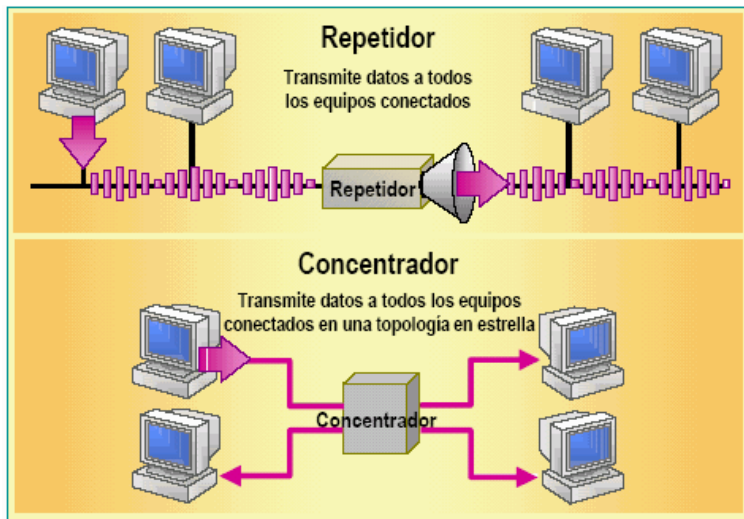 Repetidor
Transmite datos a todos
los equipos conectados
Repetidor
Concentrador
Transmite datos a todos los equipos
conectados en una topología en estrella
Concentrador